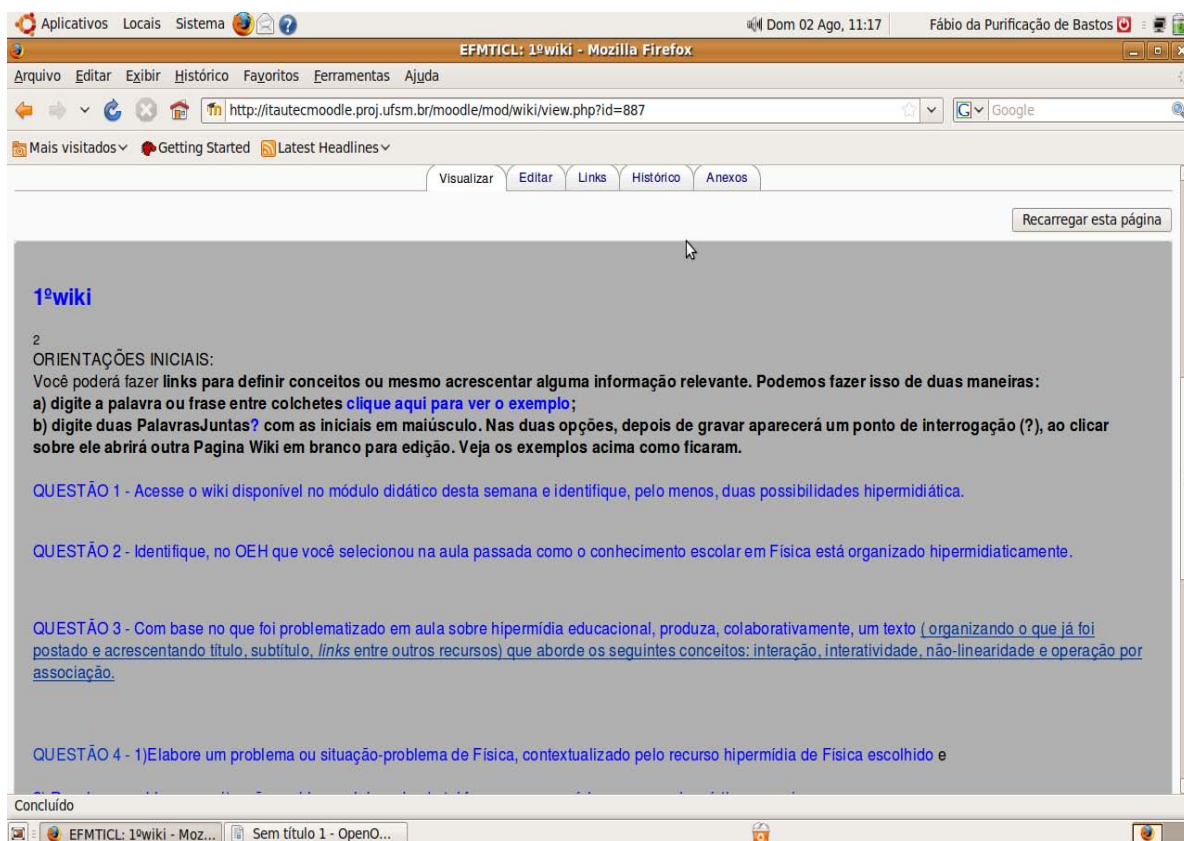 Aplicativos Locais Sistema Dom 02 Ago, 11:17 Fábio da Purificação de Bastos
EFMTICL: 1ºwiki - Mozilla Firefox
Arquivo Editar Exibir Histórico Favoritos Ferramentas Ajuda
http://itautecmoodle.proj.ufsm.br/moodle/mod/wiki/view.php?id=887 Google
Mais visitados Getting Started Latest Headlines
Visualizar Editar Links Histórico Anexos
Recarregar esta página
1ºwiki
2
ORIENTAÇÕES INICIAIS:
Você poderá fazer links para definir conceitos ou mesmo acrescentar alguma informação relevante. Podemos fazer isso de duas maneiras:
a) digite a palavra ou frase entre colchetes clique aqui para ver o exemplo;
b) digite duas PalavrasJuntas? com as iniciais em maiúsculo. Nas duas opções, depois de gravar aparecerá um ponto de interrogação (?), ao clicar
sobre ele abrirá outra Pagina Wiki em branco para edição. Veja os exemplos acima como ficaram.
QUESTÃO 1 - Acesse o wiki disponível no módulo didático desta semana e identifique, pelo menos, duas possibilidades hipermidiática.
QUESTÃO 2 - Identifique, no OEH que você selecionou na aula passada como o conhecimento escolar em Física está organizado hipermidiaticamente.
QUESTÃO 3 - Com base no que foi problematizado em aula sobre hipermídia educacional, produza, colaborativamente, um texto ( organizando o que já foi
postado e acrescentando título, subtítulo, links entre outros recursos) que aborde os seguintes conceitos: interação, interatividade, não-linearidade e operação por
associação.
QUESTÃO 4 - 1)Elabore um problema ou situação-problema de Física, contextualizado pelo recurso hipermídia de Física escolhido e
Concluído
EFMTICL: 1ºwiki - Moz... Sem título 1 - OpenO...